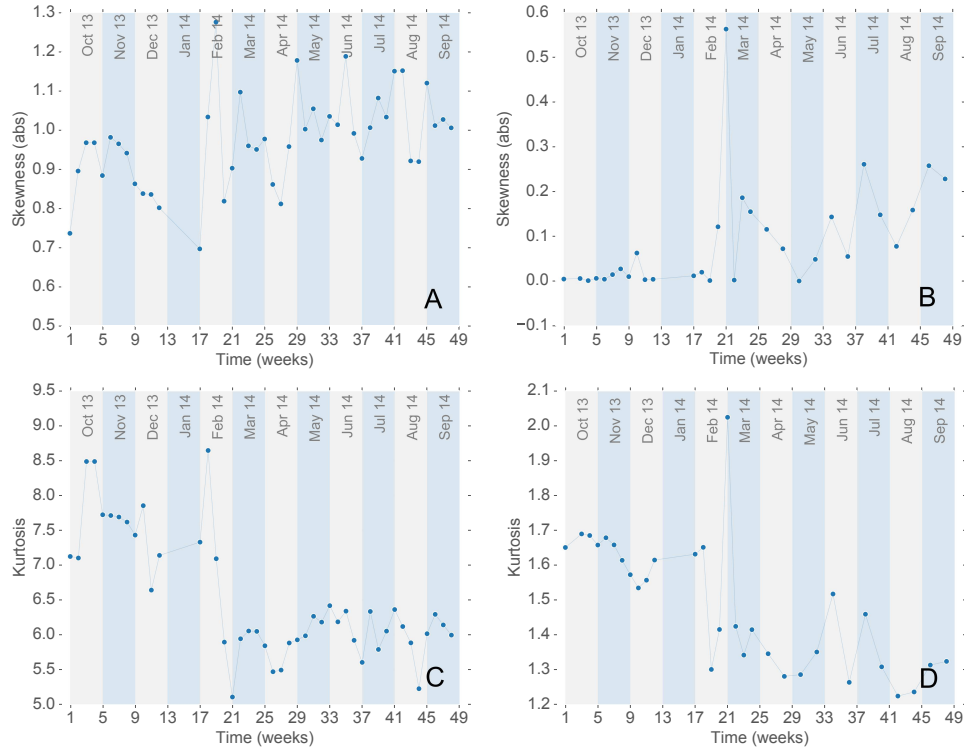 Skewness (abs)
1.3
1.2
1.1
1.0
0.9
0.8
0.7
0.6
0.5
Oct 13
Nov 13
Dec 13
Jan 14
Feb 14
Mar 14
Apr 14
May 14
Jun 14
Jul 14
Aug 14
Sep 14
A
1 5 9 13 17 21 25 29 33 37 41 45 49
Time (weeks)
Skewness (abs)
0.6
0.5
0.4
0.3
0.2
0.1
0.0
−0.1
Oct 13
Nov 13
Dec 13
Jan 14
Feb 14
Mar 14
Apr 14
May 14
Jun 14
Jul 14
Aug 14
Sep 14
B
1 5 9 13 17 21 25 29 33 37 41 45 49
Time (weeks)
Kurtosis
9.5
9.0
8.5
8.0
7.5
7.0
6.5
6.0
5.5
5.0
Oct 13
Nov 13
Dec 13
Jan 14
Feb 14
Mar 14
Apr 14
May 14
Jun 14
Jul 14
Aug 14
Sep 14
C
1 5 9 13 17 21 25 29 33 37 41 45 49
Time (weeks)
Kurtosis
2.1
2.0
1.9
1.8
1.7
1.6
1.5
1.4
1.3
1.2
Oct 13
Nov 13
Dec 13
Jan 14
Feb 14
Mar 14
Apr 14
May 14
Jun 14
Jul 14
Aug 14
Sep 14
D
1 5 9 13 17 21 25 29 33 37 41 45 49
Time (weeks)